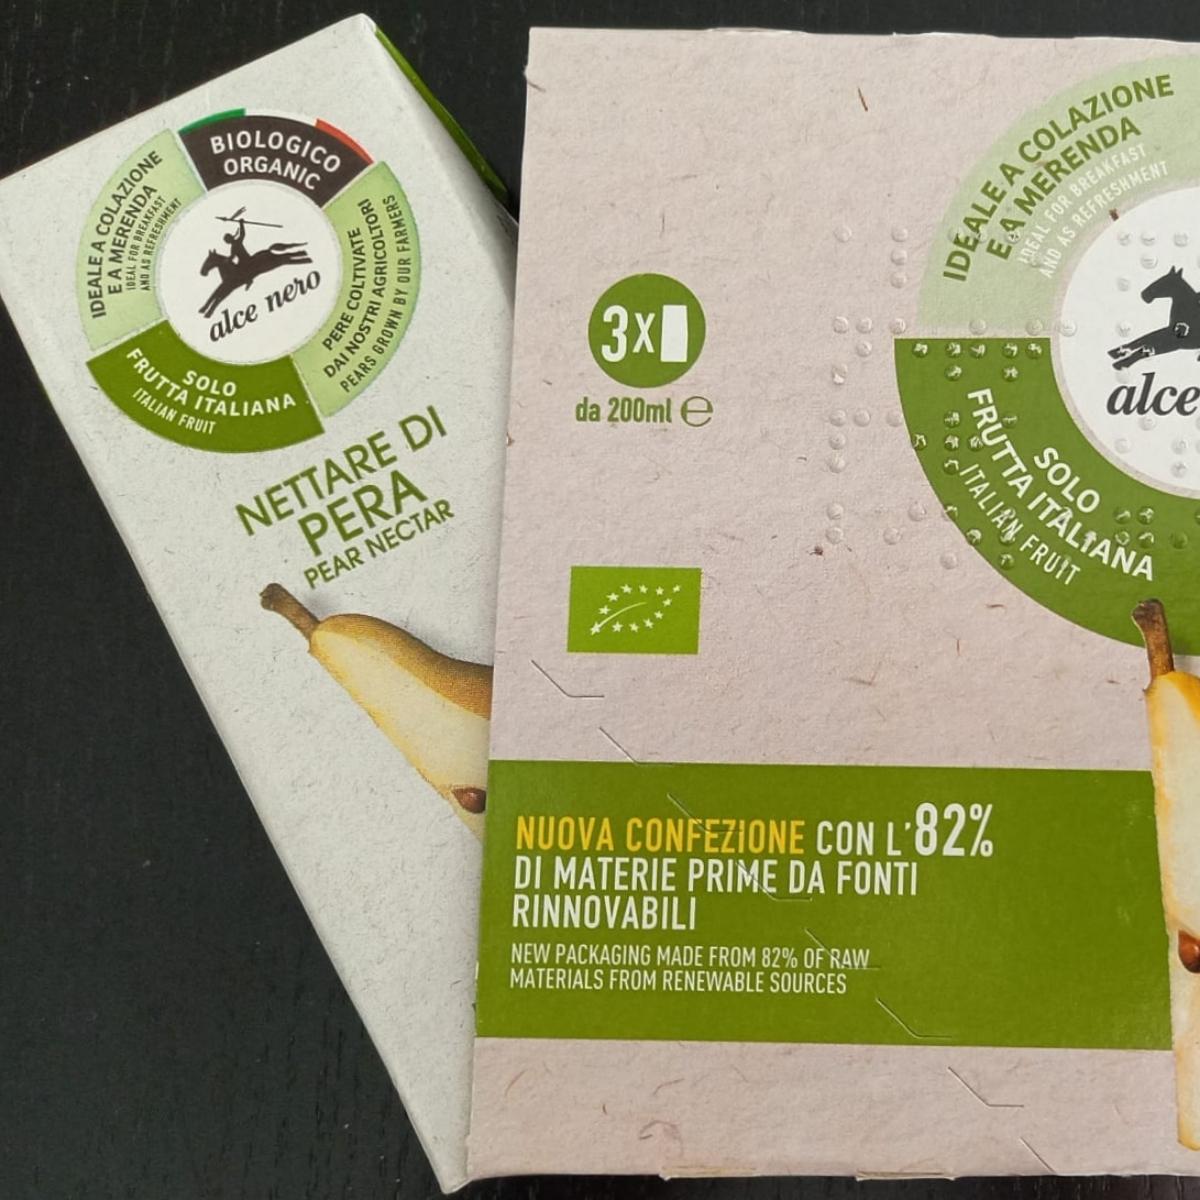 BIOLOGICO
ORGANIC
IDEALE A COLAZIONE
E A MERENDA
IDEAL FOR BREAKFAST
AND AS REFRESHMENT
PERE COLTIVATE
DAI NOSTRI AGRICOLTORI
PEARS GROWN BY OUR FARMERS
alce nero
SOLO
FRUTTA ITALIANA
ITALIAN FRUIT
NETTARE DI
PERA
PEAR NECTAR
IDEALE A COLAZIONE
E A MERENDA
IDEAL FOR BREAKFAST
AND AS REFRESHMENT
3x
da 200ml ℮
alce
SOLO
FRUTTA ITALIANA
ITALIAN FRUIT
NUOVA CONFEZIONE CON L'82%
DI MATERIE PRIME DA FONTI
RINNOVABILI
NEW PACKAGING MADE FROM 82% OF RAW
MATERIALS FROM RENEWABLE SOURCES